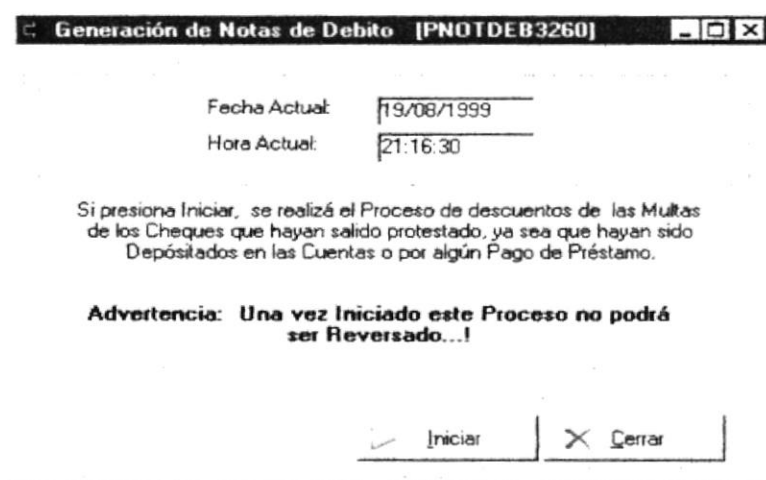 Generación de Notas de Debito [PNOTDEB3260]
Fecha Actual: 19/08/1999
Hora Actual: 21:16:30
Si presiona Iniciar, se realizá el Proceso de descuentos de las Multas
de los Cheques que hayan salido protestado, ya sea que hayan sido
Depósitados en las Cuentas o por algún Pago de Préstamo.
Advertencia: Una vez Iniciado este Proceso no podrá
ser Reversado...!
Iniciar
Cerrar